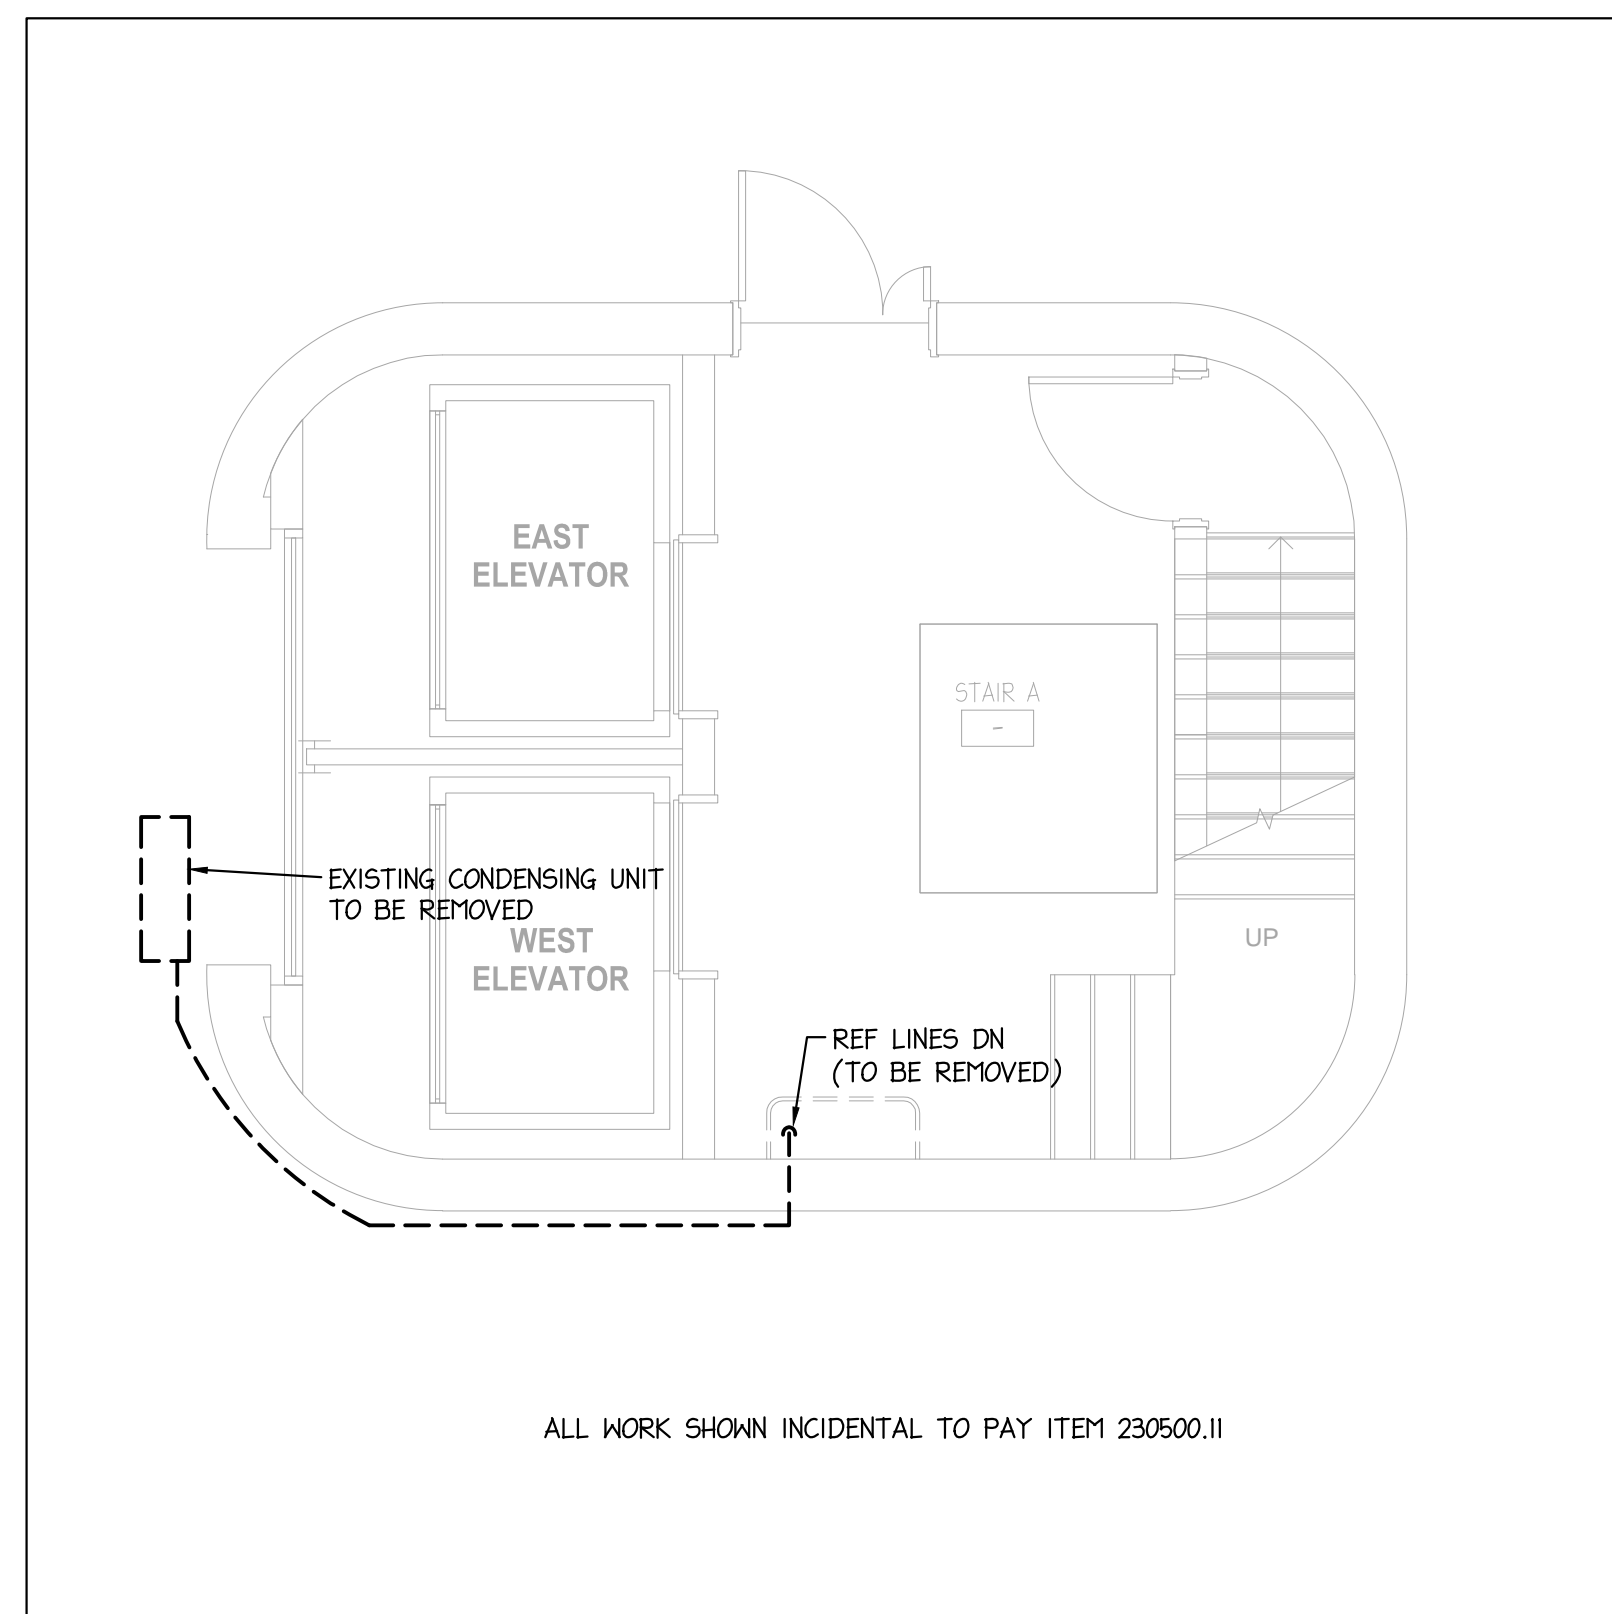 EAST
ELEVATOR
STAIR A
-
EXISTING CONDENSING UNIT
TO BE REMOVED
WEST
ELEVATOR
UP
REF LINES DN
(TO BE REMOVED)
ALL WORK SHOWN INCIDENTAL TO PAY ITEM 230500.11